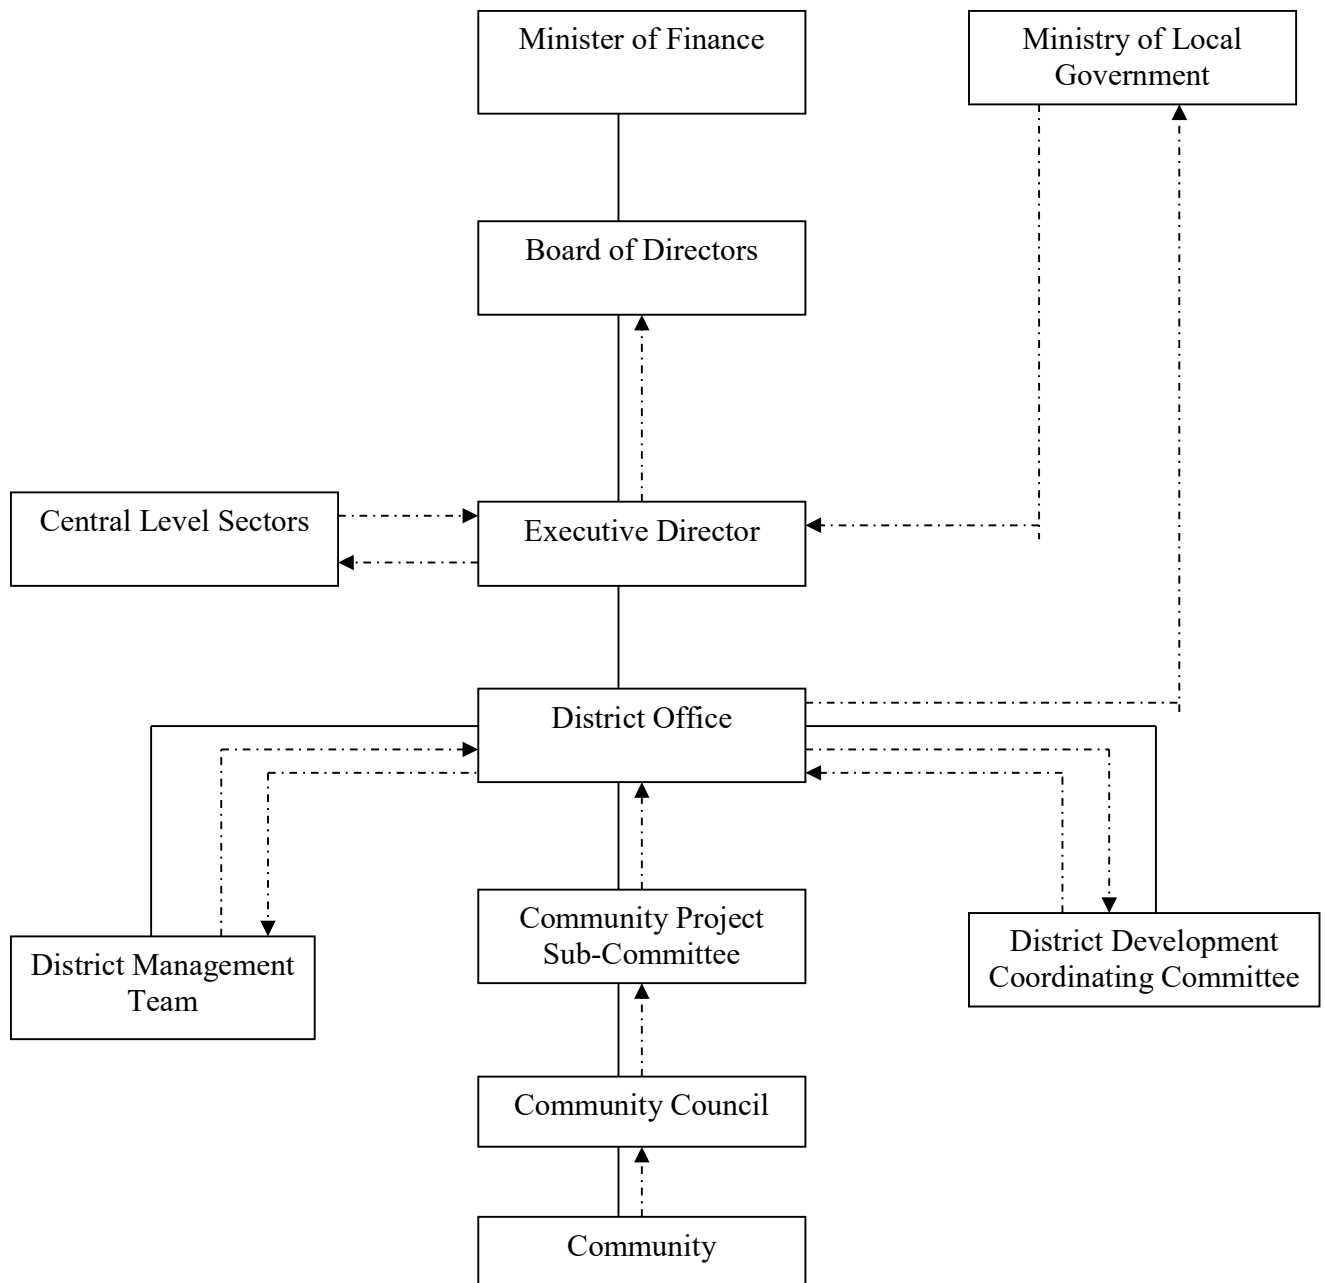 Minister of Finance
Ministry of Local
Government
Board of Directors
Central Level Sectors
Executive Director
District Office
Community Project
Sub-Committee
District Management
Team
District Development
Coordinating Committee
Community Council
Community